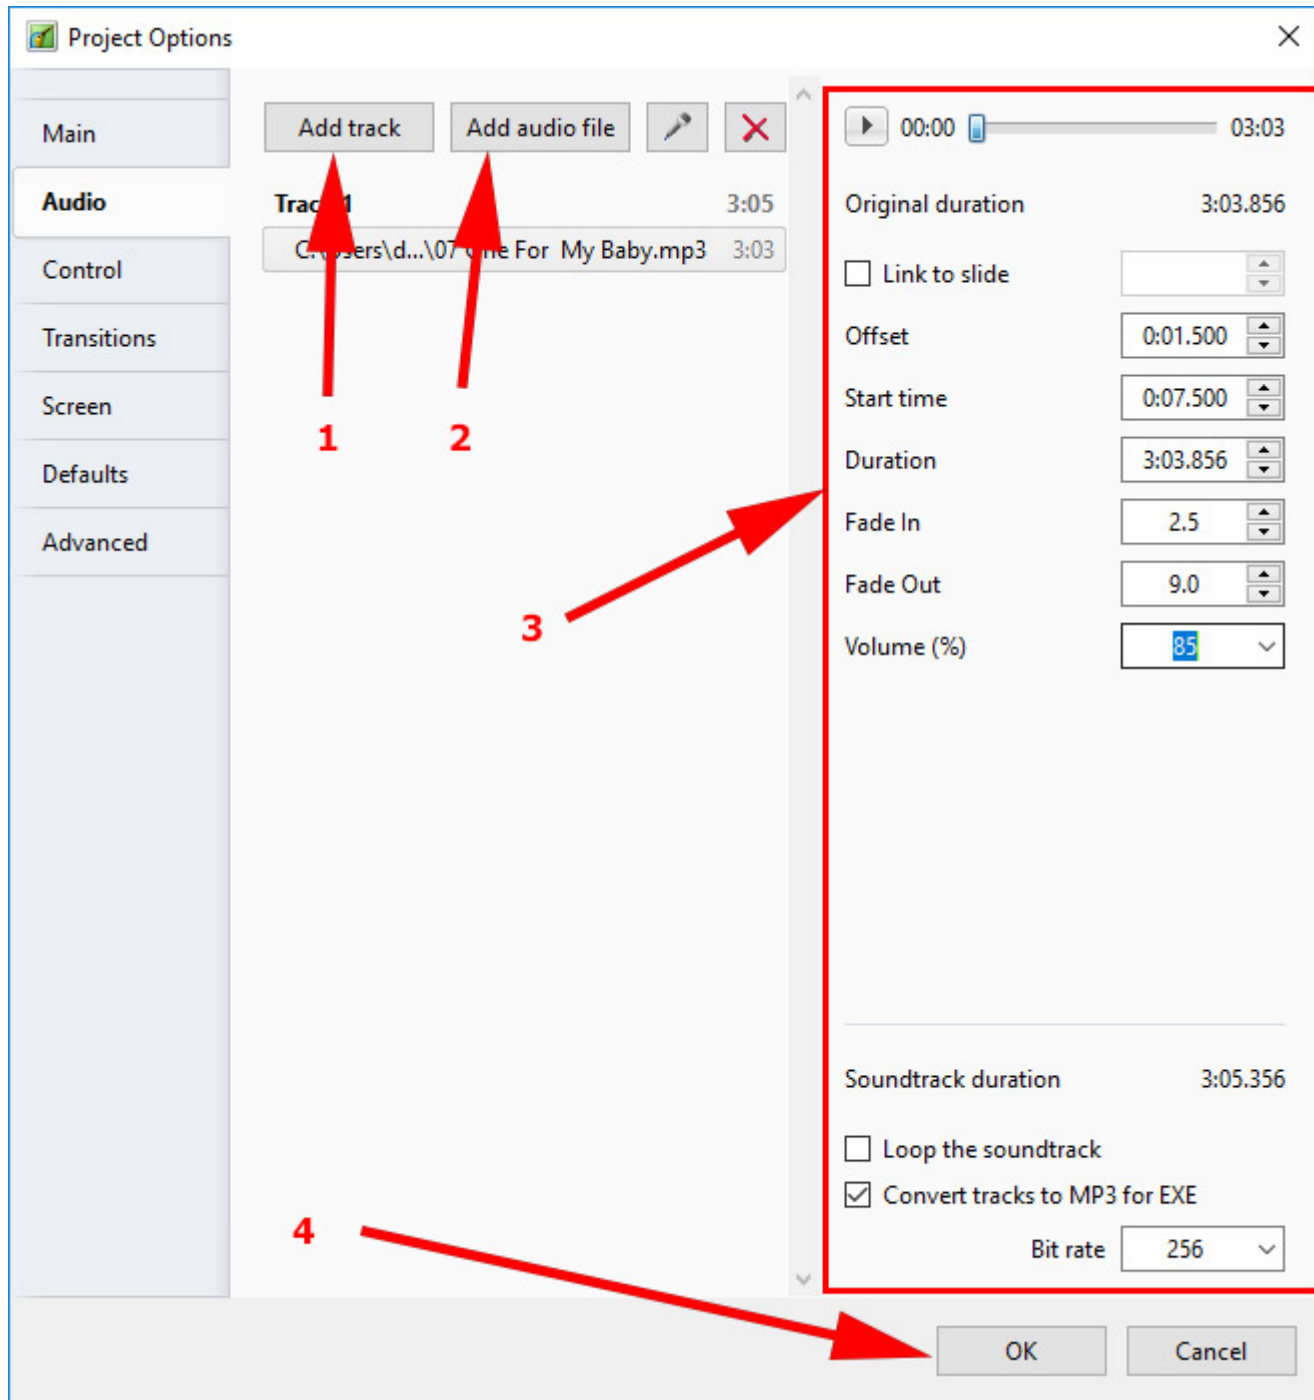 Project Options
Main
Audio
Control
Transitions
Screen
Defaults
Advanced
Add track Add audio file
3:05
\07 For My Baby.mp3 3:03
1 2
3
4
00:00 03:03
Original duration 3:03.856
Link to slide
Offset 0:01.500
Start time 0:07.500
Duration 3:03.856
Fade In 2.5
Fade Out 9.0
Volume (%) 85
Soundtrack duration 3:05.356
Loop the soundtrack
Convert tracks to MP3 for EXE
Bit rate 256
OK Cancel